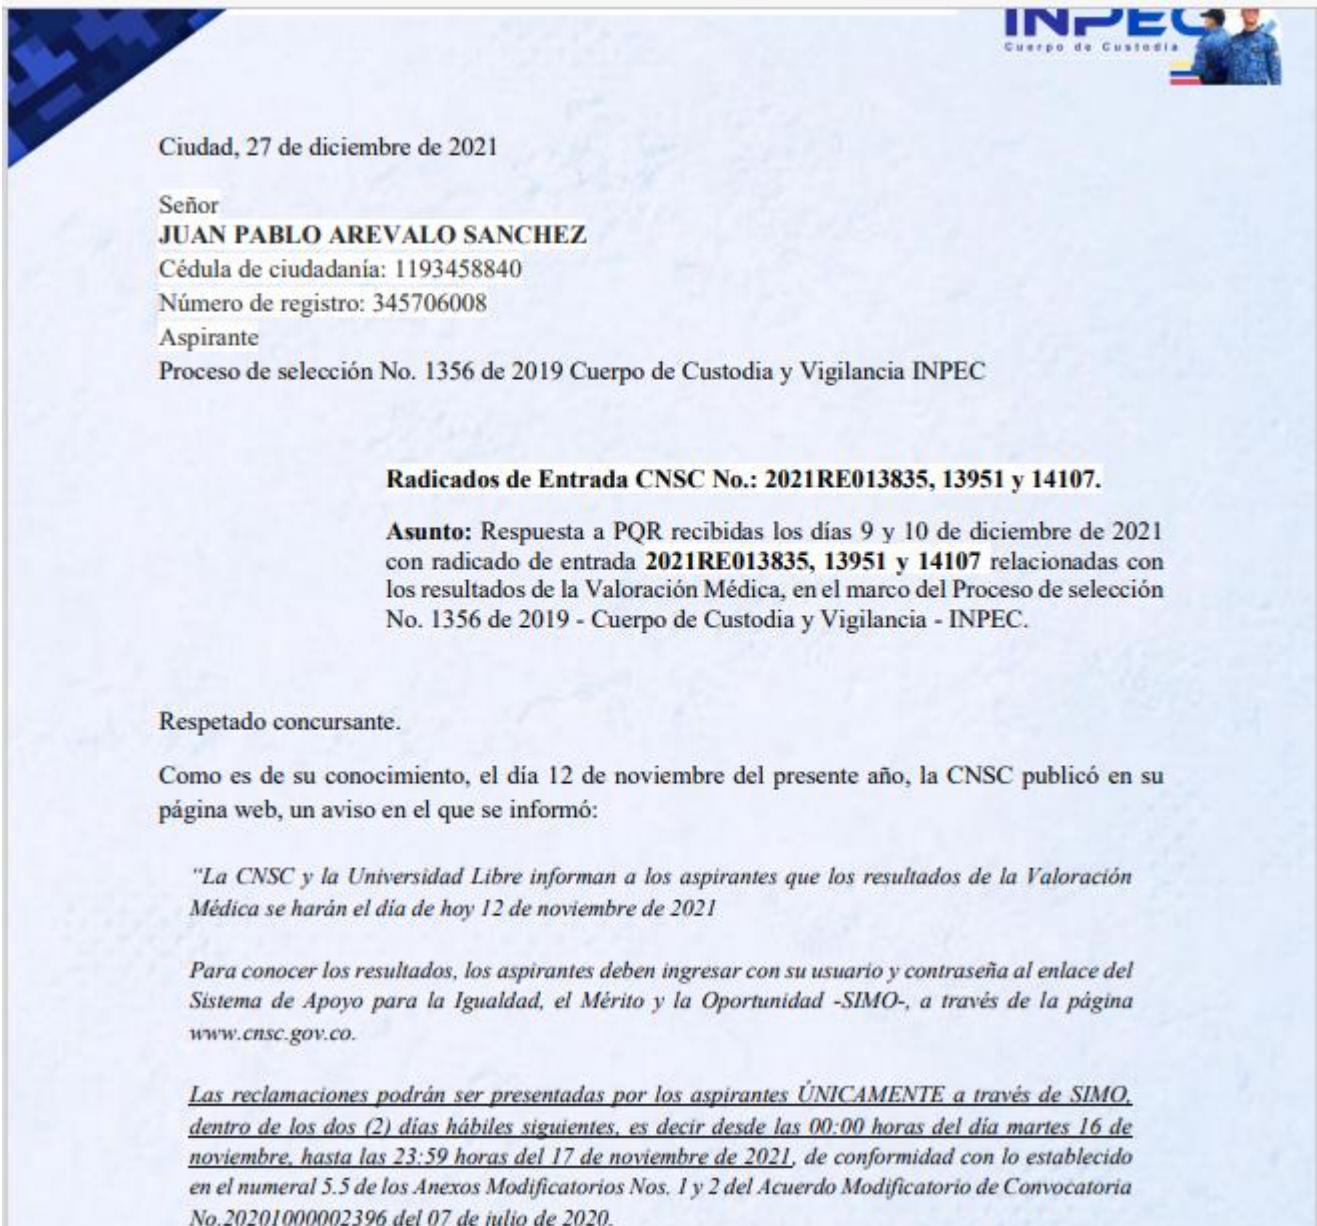 INPEC
Cuerpo de Custodia
Ciudad, 27 de diciembre de 2021
Señor
JUAN PABLO AREVALO SANCHEZ
Cédula de ciudadanía: 1193458840
Número de registro: 345706008
Aspirante
Proceso de selección No. 1356 de 2019 Cuerpo de Custodia y Vigilancia INPEC
Radicados de Entrada CNSC No.: 2021RE013835, 13951 y 14107.
Asunto: Respuesta a PQR recibidas los días 9 y 10 de diciembre de 2021
con radicado de entrada 2021RE013835, 13951 y 14107 relacionadas con
los resultados de la Valoración Médica, en el marco del Proceso de selección
No. 1356 de 2019 - Cuerpo de Custodia y Vigilancia - INPEC.
Respetado concursante.
Como es de su conocimiento, el día 12 de noviembre del presente año, la CNSC publicó en su
página web, un aviso en el que se informó:
“La CNSC y la Universidad Libre informan a los aspirantes que los resultados de la Valoración
Médica se harán el día de hoy 12 de noviembre de 2021
Para conocer los resultados, los aspirantes deben ingresar con su usuario y contraseña al enlace del
Sistema de Apoyo para la Igualdad, el Mérito y la Oportunidad -SIMO-, a través de la página
www.cnsc.gov.co.
Las reclamaciones podrán ser presentadas por los aspirantes ÚNICAMENTE a través de SIMO,
dentro de los dos (2) días hábiles siguientes, es decir desde las 00:00 horas del día martes 16 de
noviembre, hasta las 23:59 horas del 17 de noviembre de 2021, de conformidad con lo establecido
en el numeral 5.5 de los Anexos Modificatorios Nos. 1 y 2 del Acuerdo Modificatorio de Convocatoria
No.20201000002396 del 07 de julio de 2020.